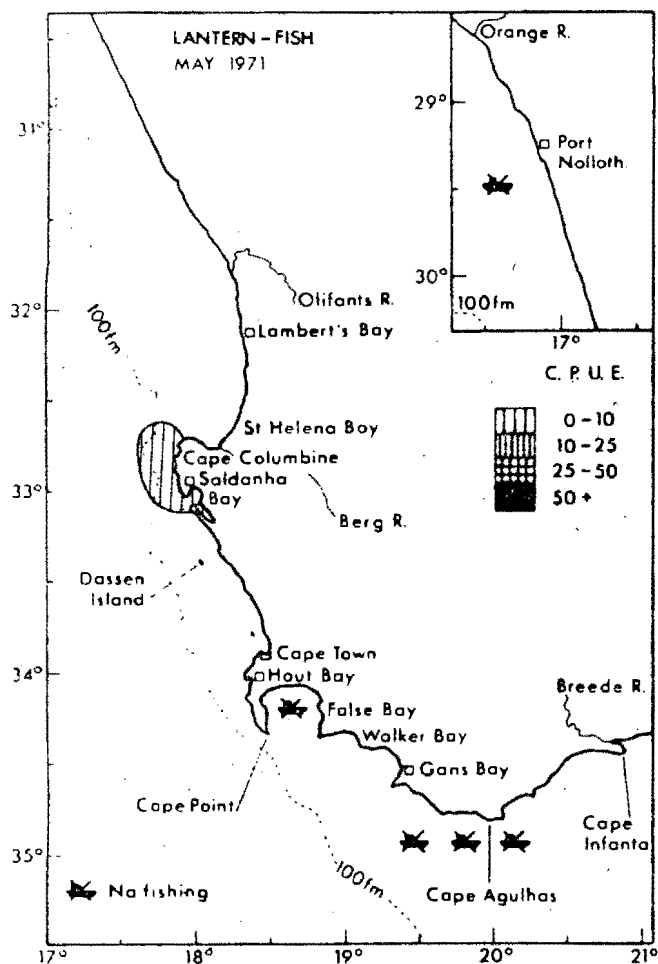 LANTERN-FISH
MAY 1971
Orange R.
29°
Port
Nolloth.
30°
100fm
17°
31°
Olifants R.
32°
100fm
Lambert's Bay
C. P. U. E.
0-10
10-25
25-50
50+
St Helena Bay
Cape Columbine
Saldanha
Bay
33°
Berg R.
Dassen
Island
Cape Town
34°
Hout Bay
Breede R.
False Bay
Walker Bay
Gans Bay
Cape Point
Cape
Infanta
35°
100fm
No fishing
Cape Agulhas
17°
18°
19°
20°
21°